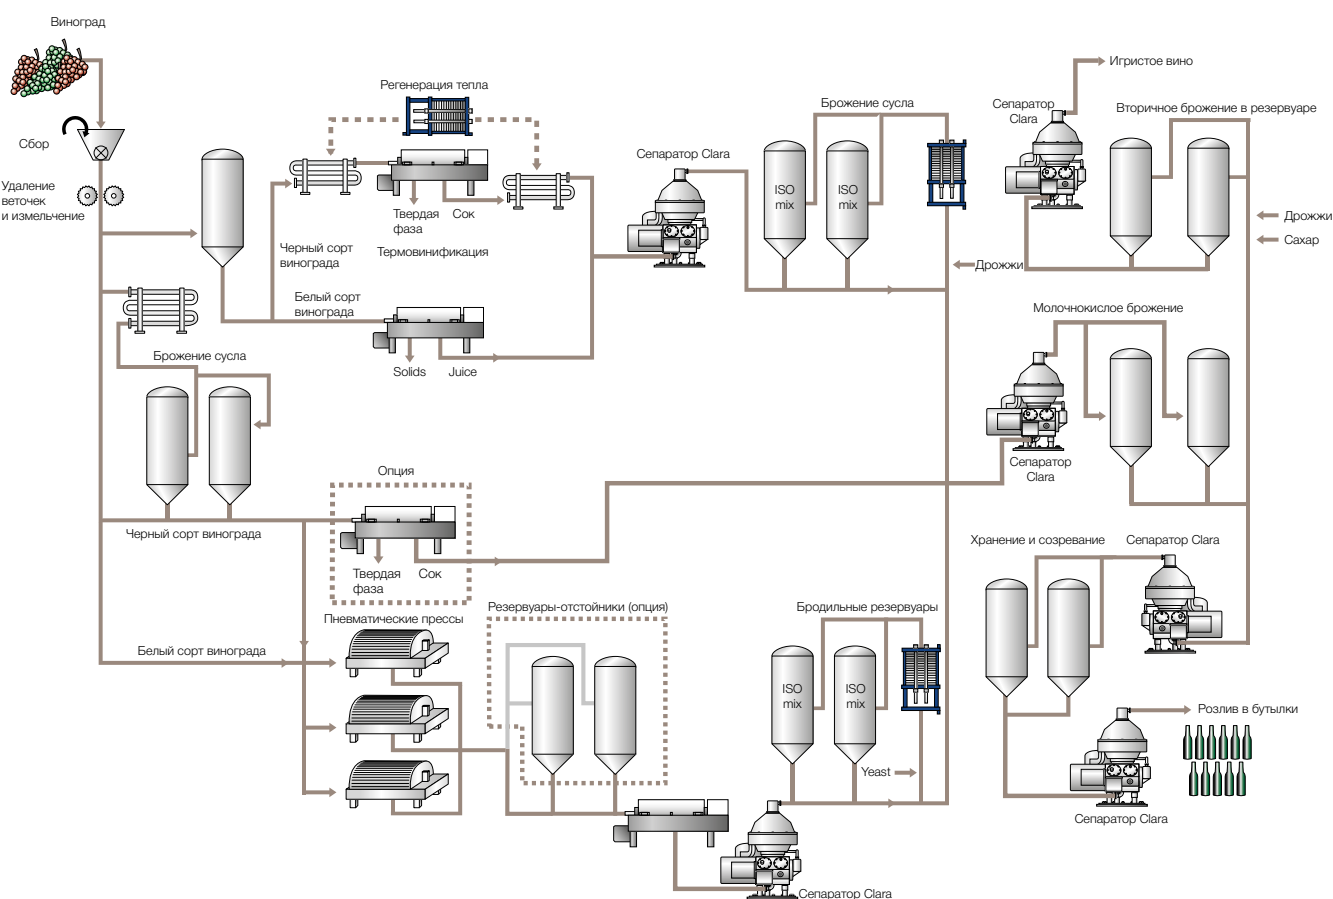 Виноград
Сбор
Удаление
веточек
и измельчение
Регенерация тепла
Твердая
фаза
Сок
Черный сорт
винограда
Термовинификация
Белый сорт
винограда
Solids
Juice
Сепаратор Clara
Брожение сусла
ISO
mix
ISO
mix
Дрожжи
Сепаратор
Clara
Игристое вино
Вторичное брожение в резервуаре
Дрожжи
Сахар
Молочнокислое брожение
Сепаратор
Clara
Брожение сусла
Черный сорт винограда
Опция
Твердая
фаза
Сок
Белый сорт винограда
Пневматические прессы
Резервуары-отстойники (опция)
Бродильные резервуары
ISO
mix
ISO
mix
Yeast
Сепаратор Clara
Хранение и созревание
Сепаратор Clara
Розлив в бутылки
Сепаратор Clara